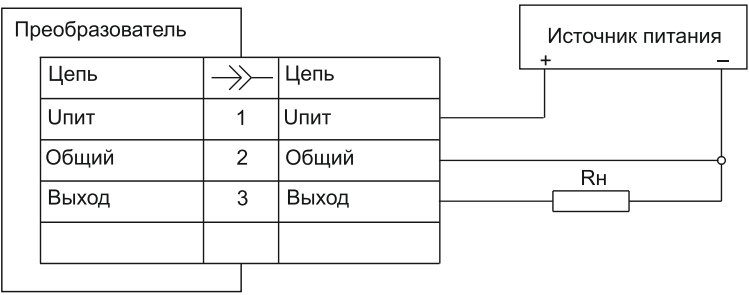 Преобразователь
Источник питания
+ –
Цепь Цепь
Uпит 1 Uпит
Общий 2 Общий
Rн
Выход 3 Выход